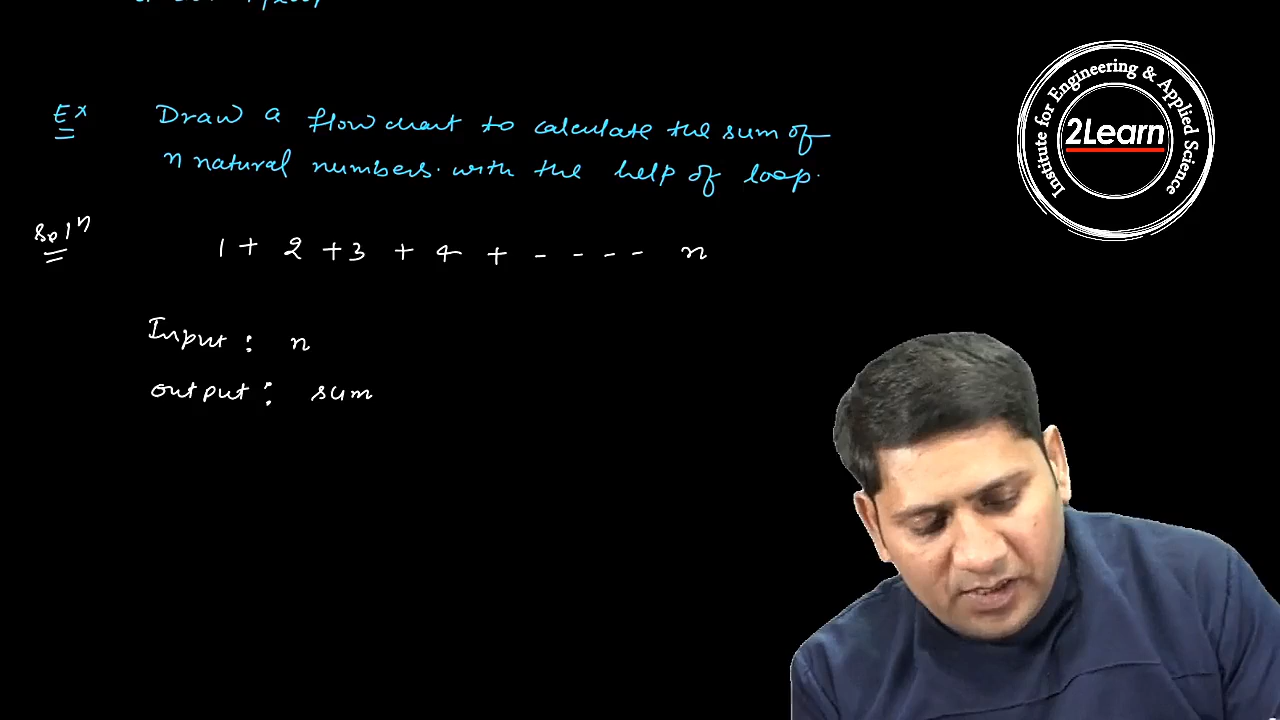 Ex Draw a flow chart to calculate the sum of
n natural numbers. with the help of loop.
Solⁿ 1 + 2 + 3 + 4 + - - - - n
Input : n
output : sum
Institute for Engineering & Applied Science
2Learn